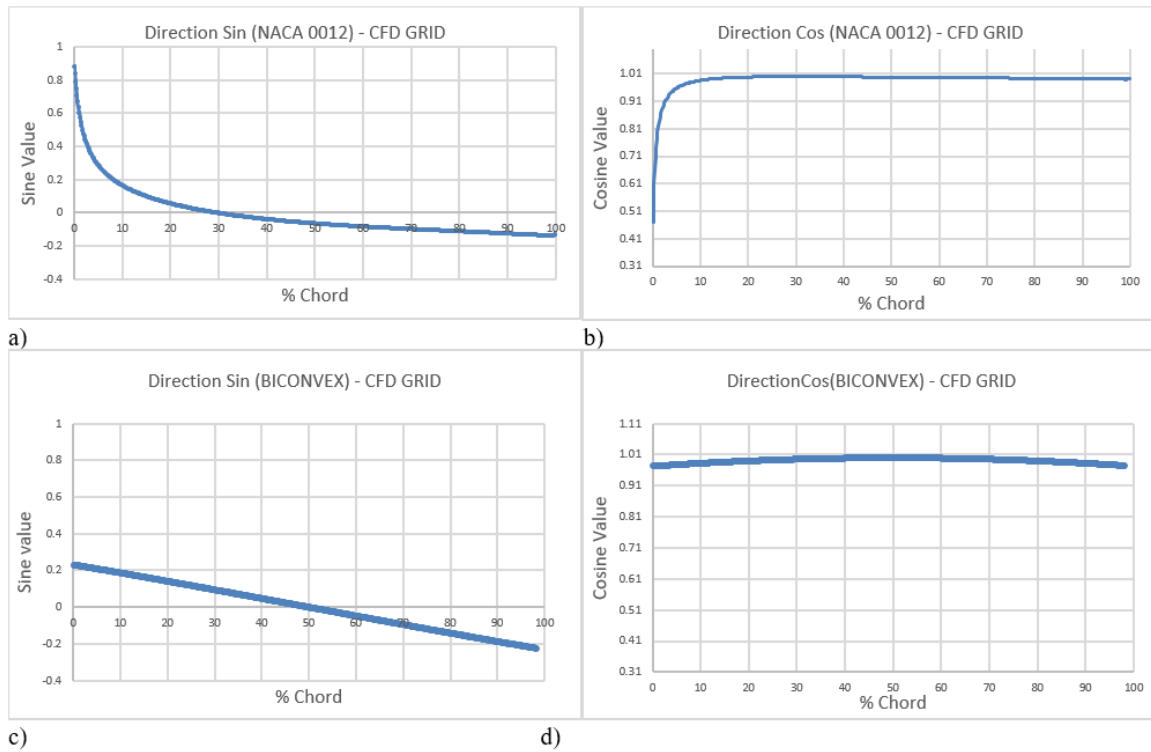 Direction Sin (NACA 0012) - CFD GRID
1
0.8
0.6
0.4
0.2
0
-0.2
-0.4
Sine Value
0 10 20 30 40 50 60 70 80 90 100
% Chord
a)
Direction Cos (NACA 0012) - CFD GRID
1.01
0.91
0.81
0.71
0.61
0.51
0.41
0.31
Cosine Value
0 10 20 30 40 50 60 70 80 90 100
% Chord
b)
Direction Sin (BICONVEX) - CFD GRID
1
0.8
0.6
0.4
0.2
0
-0.2
-0.4
Sine value
0 10 20 30 40 50 60 70 80 90 100
% Chord
c)
DirectionCos(BICONVEX) - CFD GRID
1.11
1.01
0.91
0.81
0.71
0.61
0.51
0.41
0.31
Cosine Value
0 10 20 30 40 50 60 70 80 90 100
% Chord
d)